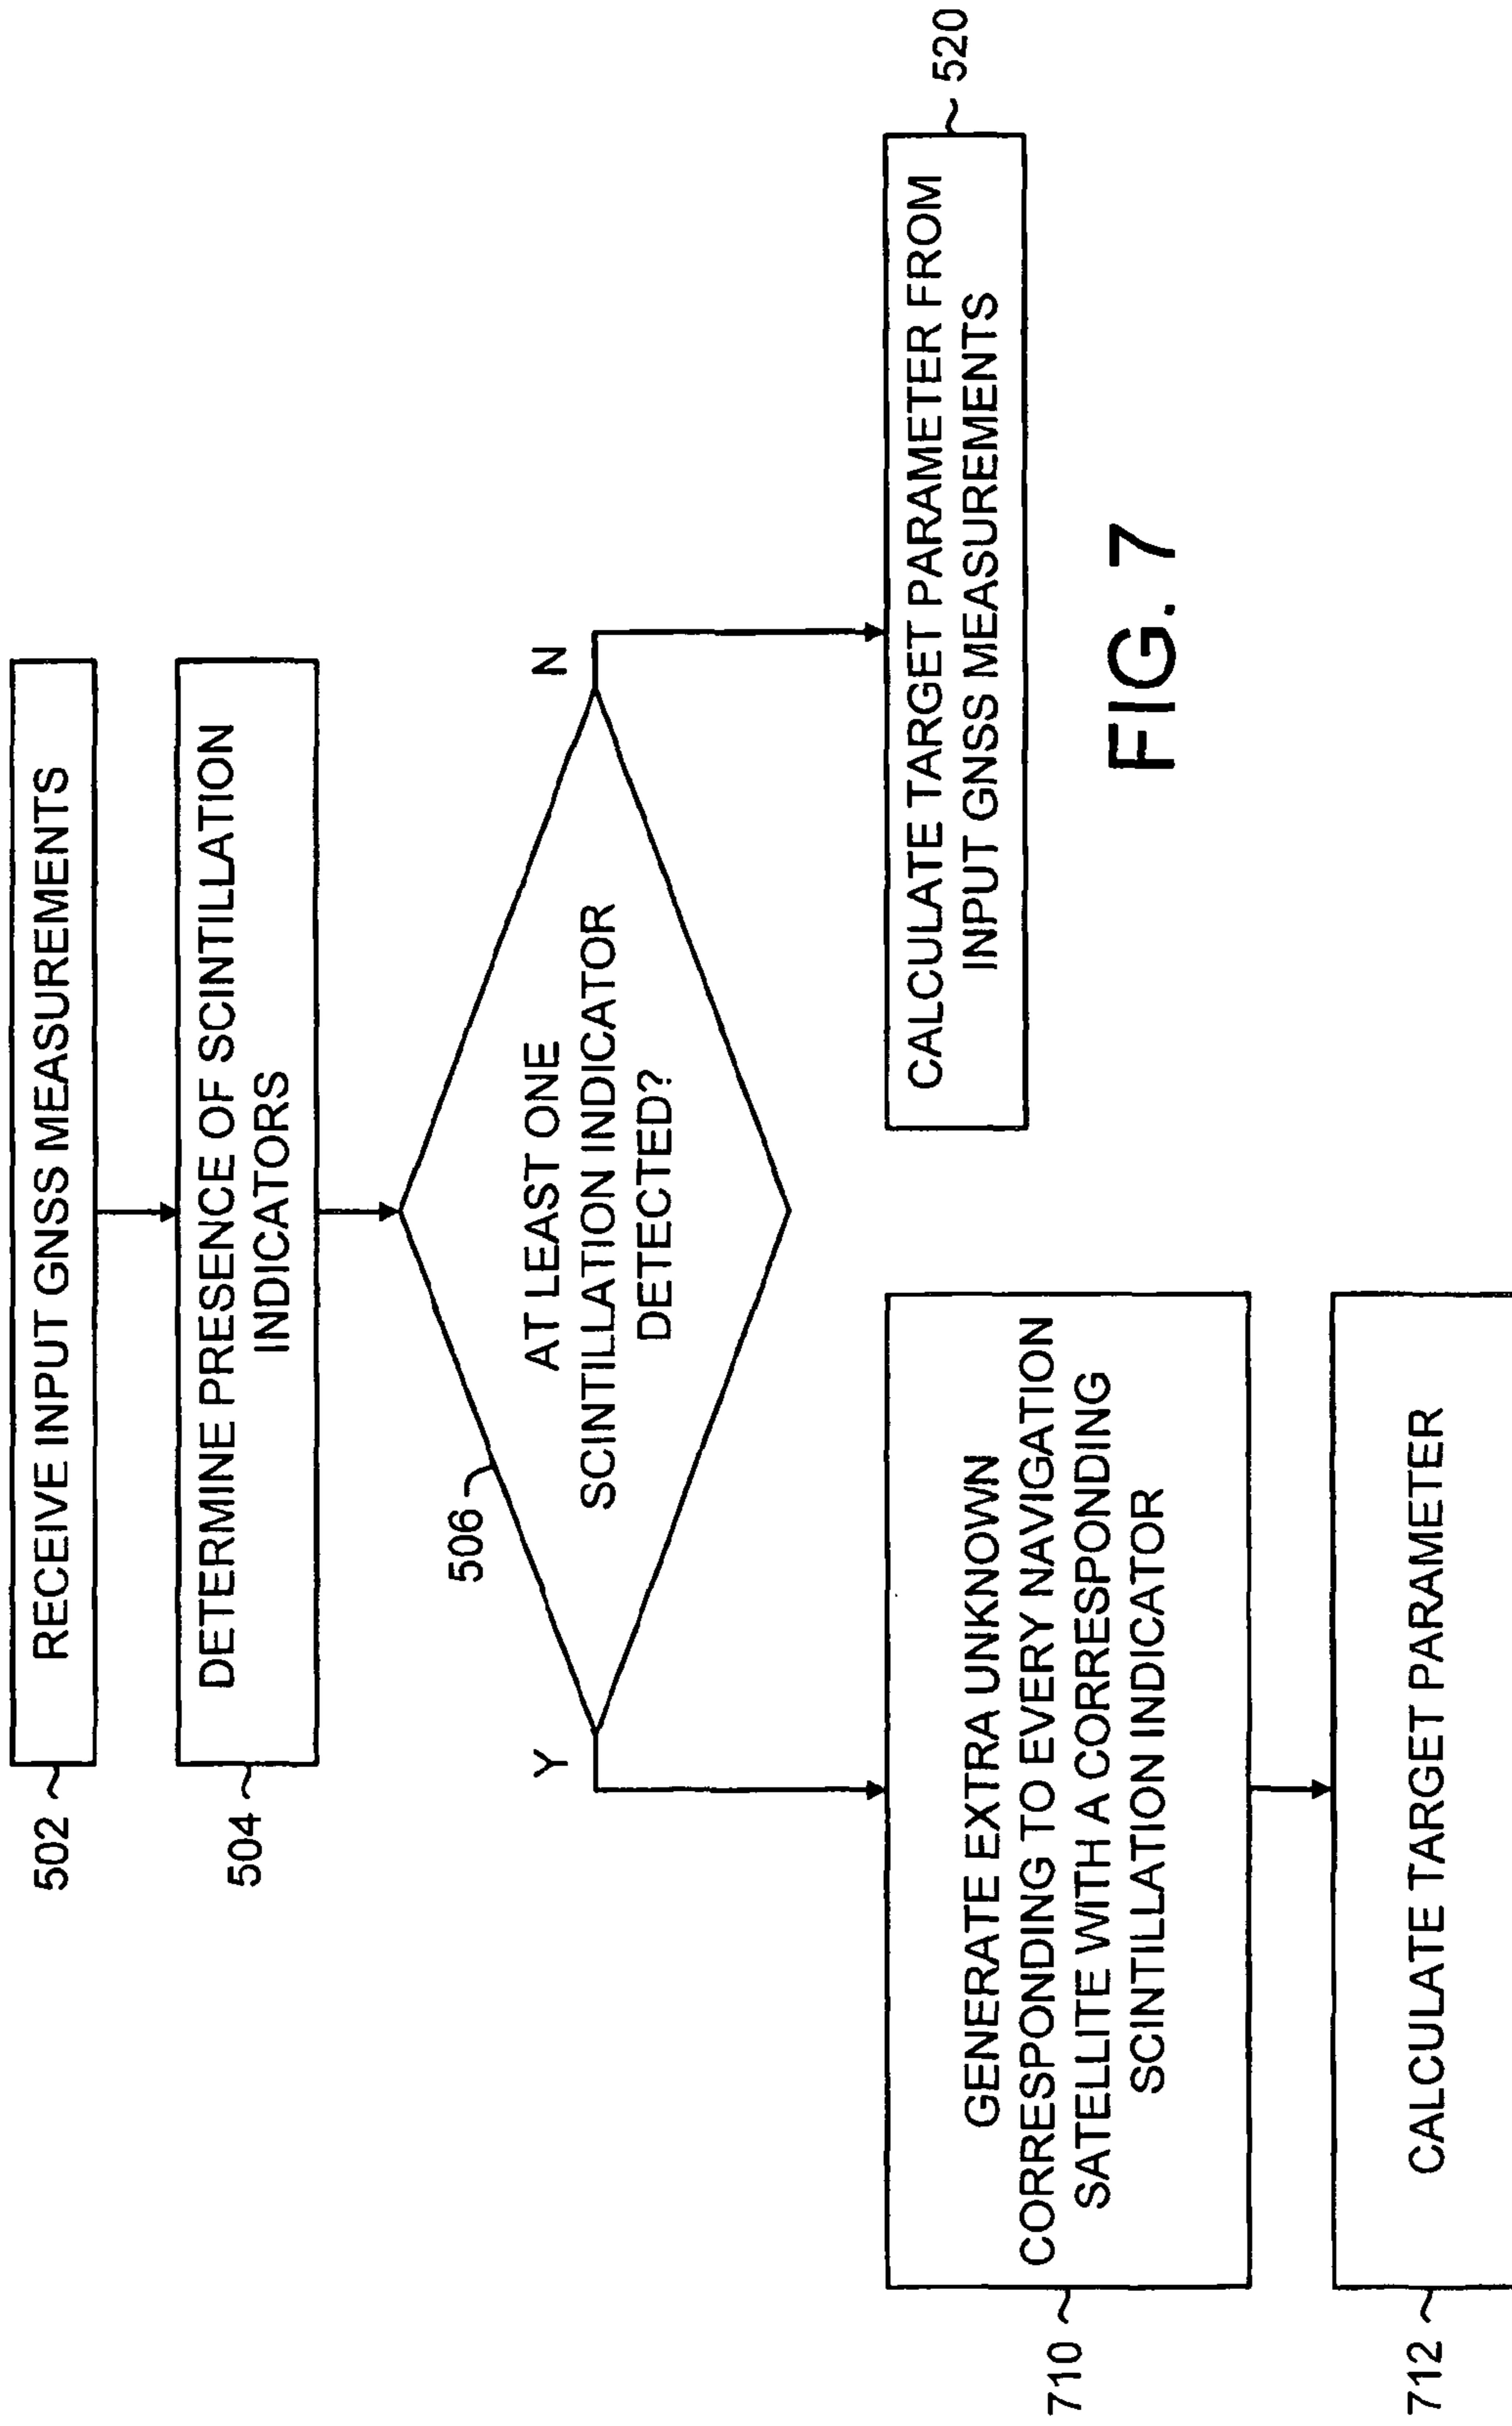 502
RECEIVE INPUT GNSS MEASUREMENTS
504
DETERMINE PRESENCE OF SCINTILLATION
INDICATORS
506
AT LEAST ONE
SCINTILLATION INDICATOR
DETECTED?
Y
N
710
GENERATE EXTRA UNKNOWN
CORRESPONDING TO EVERY NAVIGATION
SATELLITE WITH A CORRESPONDING
SCINTILLATION INDICATOR
CALCULATE TARGET PARAMETER FROM
INPUT GNSS MEASUREMENTS
520
712
CALCULATE TARGET PARAMETER
FIG. 7